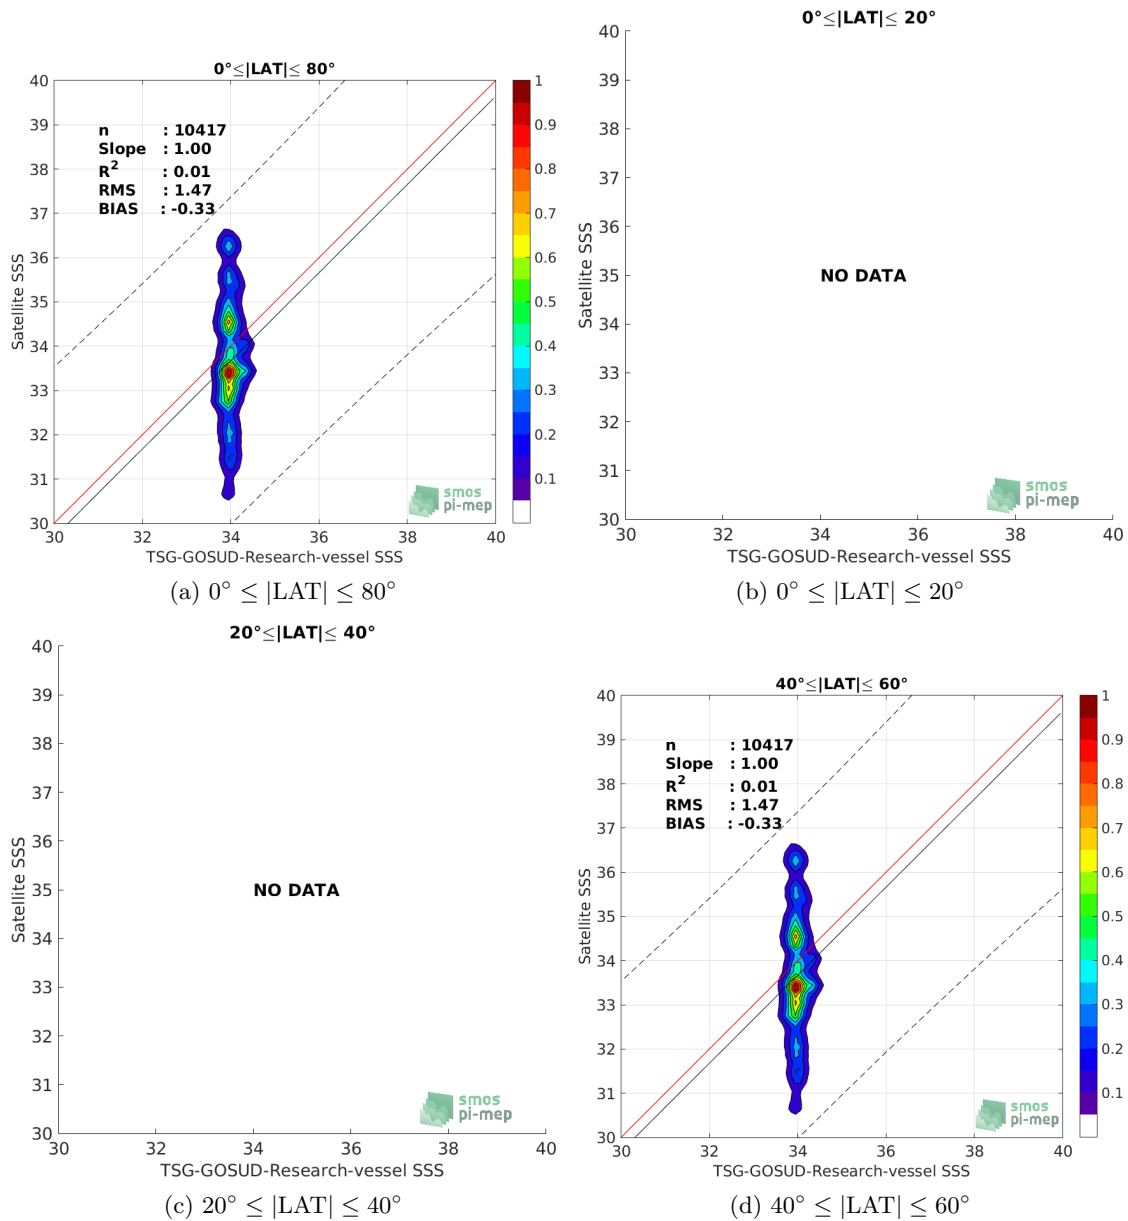 0°≤|LAT|≤ 80°
40
39
38
37
36
35
34
33
32
31
30
n : 10417
Slope : 1.00
R2 : 0.01
RMS : 1.47
BIAS : -0.33
Satellite SSS
smos
pi-mep
30 32 34 36 38 40
TSG-GOSUD-Research-vessel SSS
1
0.9
0.8
0.7
0.6
0.5
0.4
0.3
0.2
0.1
(a) 0° ≤ |LAT| ≤ 80°
0°≤|LAT|≤ 20°
40
39
38
37
36
35
34
33
32
31
30
Satellite SSS
NO DATA
smos
pi-mep
30 32 34 36 38 40
TSG-GOSUD-Research-vessel SSS
(b) 0° ≤ |LAT| ≤ 20°
20°≤|LAT|≤ 40°
40
39
38
37
36
35
34
33
32
31
30
Satellite SSS
NO DATA
smos
pi-mep
30 32 34 36 38 40
TSG-GOSUD-Research-vessel SSS
(c) 20° ≤ |LAT| ≤ 40°
40°≤|LAT|≤ 60°
40
39
38
37
36
35
34
33
32
31
30
n : 10417
Slope : 1.00
R2 : 0.01
RMS : 1.47
BIAS : -0.33
Satellite SSS
smos
pi-mep
30 32 34 36 38 40
TSG-GOSUD-Research-vessel SSS
1
0.9
0.8
0.7
0.6
0.5
0.4
0.3
0.2
0.1
(d) 40° ≤ |LAT| ≤ 60°